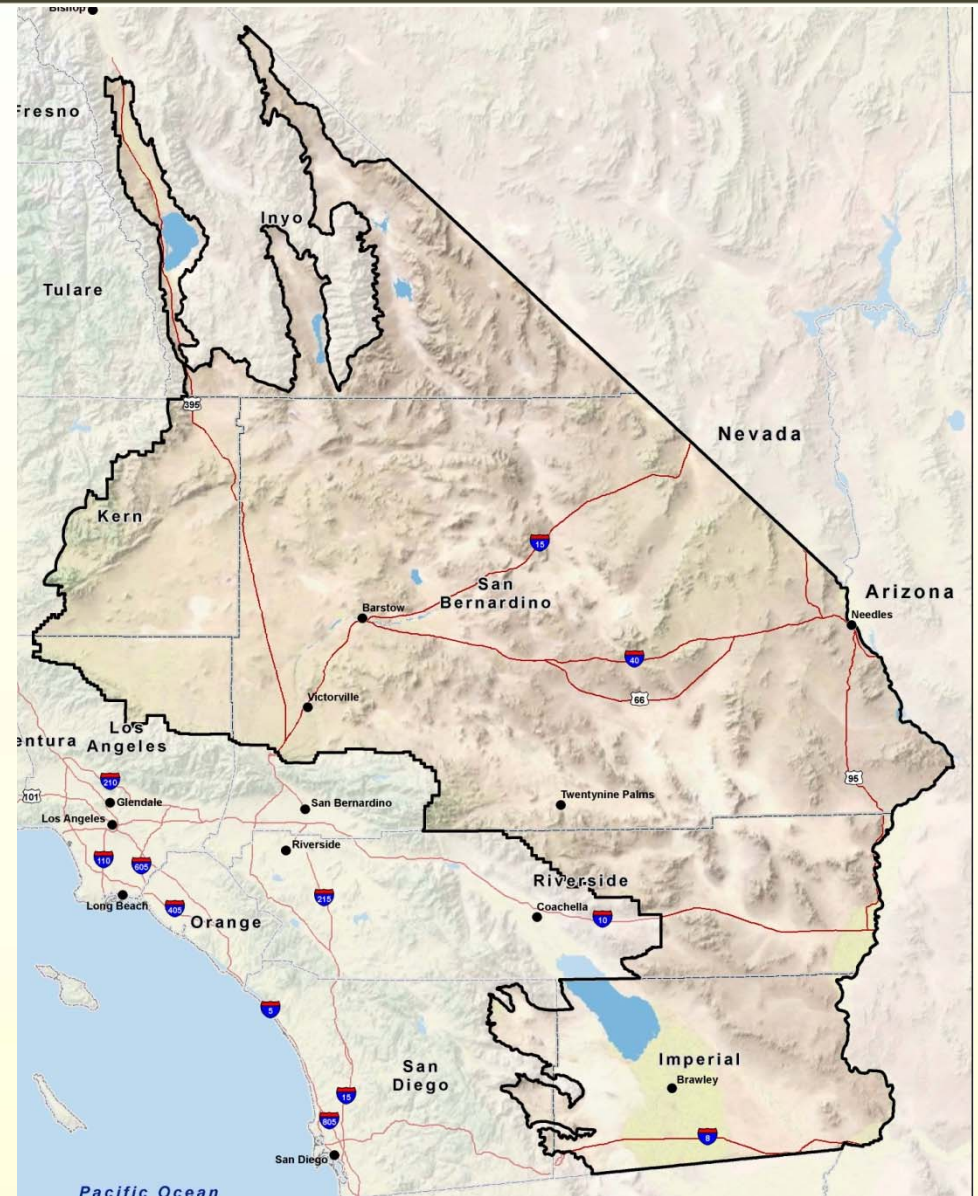 Bishop
Fresno
Inyo
Tulare
395
Nevada
Kern
15
San
Bernardino
Arizona
Barstow
Needles
40
66
Victorville
Los
Angeles
entura
95
210
101
Glendale
San Bernardino
Twentynine Palms
Los Angeles
Riverside
110
605
Riverside
215
Long Beach
405
Coachella
10
Orange
5
San
Diego
Imperial
Brawley
15
805
8
San Diego
Pacific Ocean